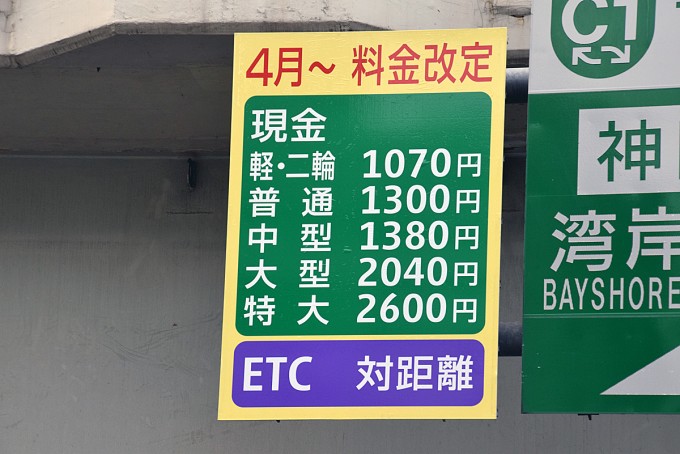 4月～ 料金改定
現金
軽・二輪 1070円
普通 1300円
中型 1380円
大型 2040円
特大 2600円
ETC 対距離
C1
神
湾岸
BAYSHORE